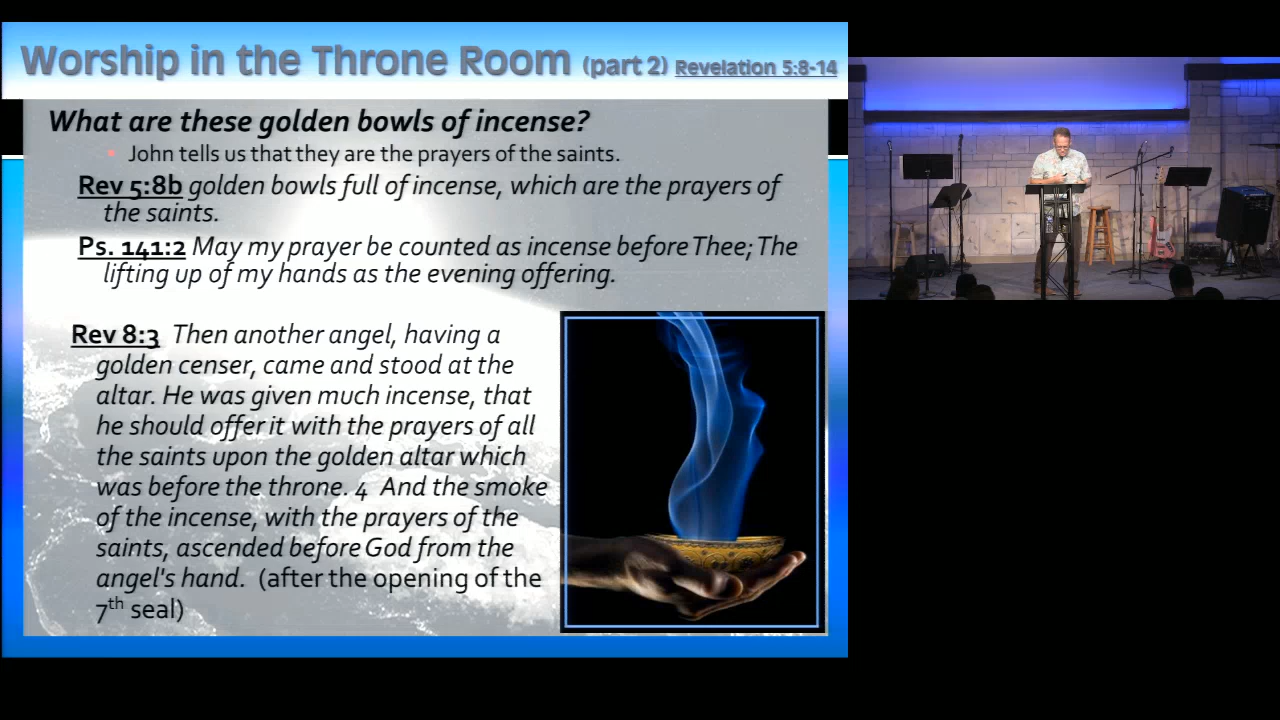 Worship in the Throne Room (part 2) Revelation 5:8-14
What are these golden bowls of incense?
• John tells us that they are the prayers of the saints.
Rev 5:8b golden bowls full of incense, which are the prayers of
the saints.
Ps. 141:2 May my prayer be counted as incense before Thee; The
lifting up of my hands as the evening offering.
Rev 8:3 Then another angel, having a
golden censer, came and stood at the
altar. He was given much incense, that
he should offer it with the prayers of all
the saints upon the golden altar which
was before the throne. 4 And the smoke
of the incense, with the prayers of the
saints, ascended before God from the
angel's hand. (after the opening of the
7th seal)